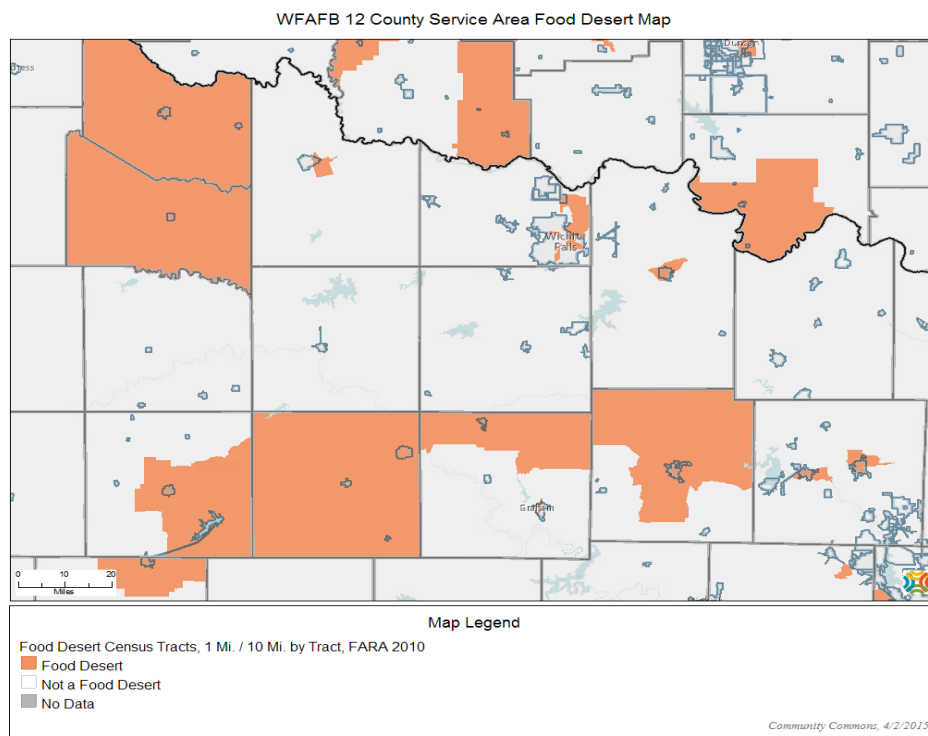 WFAFB 12 County Service Area Food Desert Map
Duncan
Wichita
Falls
Graham
0 10 20
Miles
Map Legend
Food Desert Census Tracts, 1 Mi. / 10 Mi. by Tract, FARA 2010
Food Desert
Not a Food Desert
No Data
Community Commons, 4/2/2015